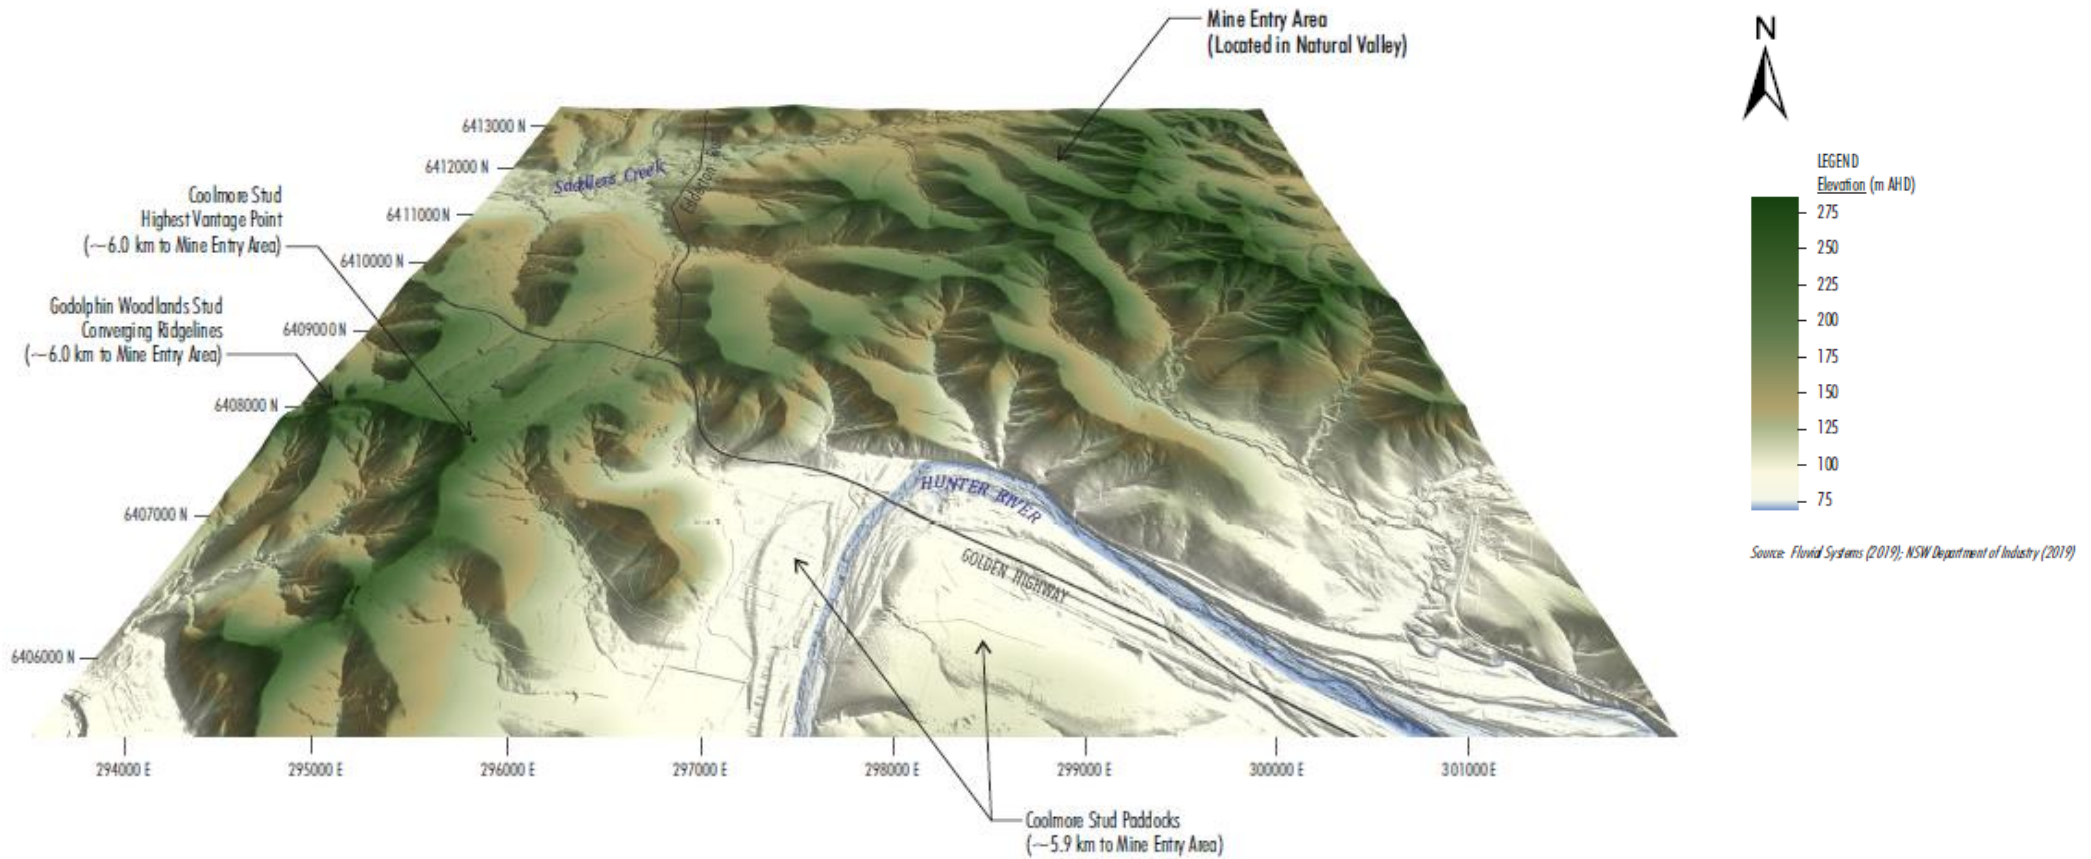 Mine Entry Area
(Located in Natural Valley)
N
6413000 N
6412000 N
6411000 N
6410000 N
6409000 N
6408000 N
6407000 N
6406000 N
Coolmore Stud
Highest Vantage Point
(~6.0 km to Mine Entry Area)
Godolphin Woodlands Stud
Converging Ridgelines
(~6.0 km to Mine Entry Area)
Saddlers Creek
Edderton
HUNTER RIVER
GOLDEN HIGHWAY
294000 E
295000 E
296000 E
297000 E
298000 E
299000 E
300000 E
301000 E
Coolmore Stud Paddocks
(~5.9 km to Mine Entry Area)
LEGEND
Elevation (m AHD)
275
250
225
200
175
150
125
100
75
Source: Fluvial Systems (2019); NSW Department of Industry (2019)